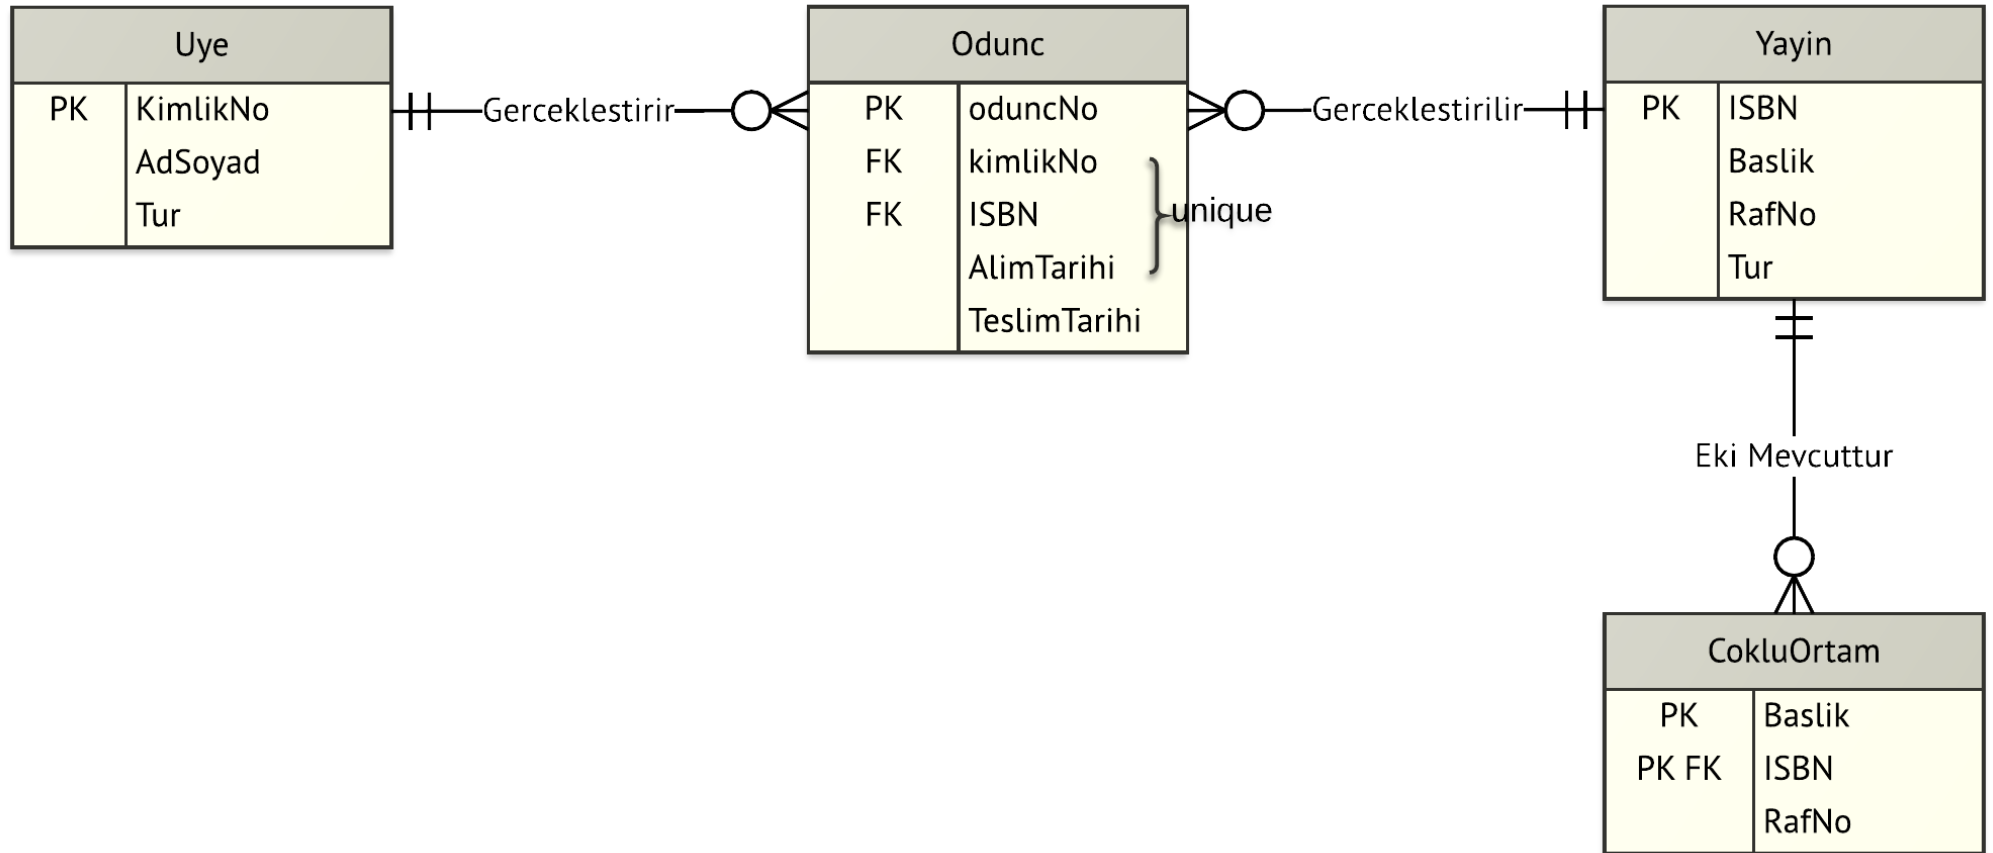 Uye
PK KimlikNo
AdSoyad
Tur
Gerceklestirir
Odunc
PK oduncNo
FK kimlikNo
FK ISBN
AlimTarihi
TeslimTarihi
unique
Gerceklestirilir
Yayin
PK ISBN
Baslik
RafNo
Tur
Eki Mevcuttur
CokluOrtam
PK Baslik
PK FK ISBN
RafNo